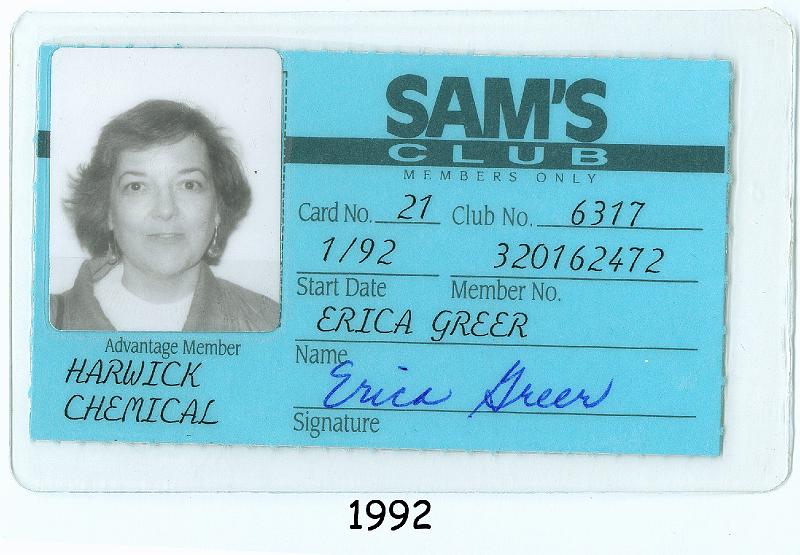 SAM'S
CLUB
MEMBERS ONLY
Card No. 21 Club No. 6317
1/92 320162472
Start Date Member No.
ERICA GREER
Name
Erica Greer
Signature
Advantage Member
HARWICK
CHEMICAL
1992